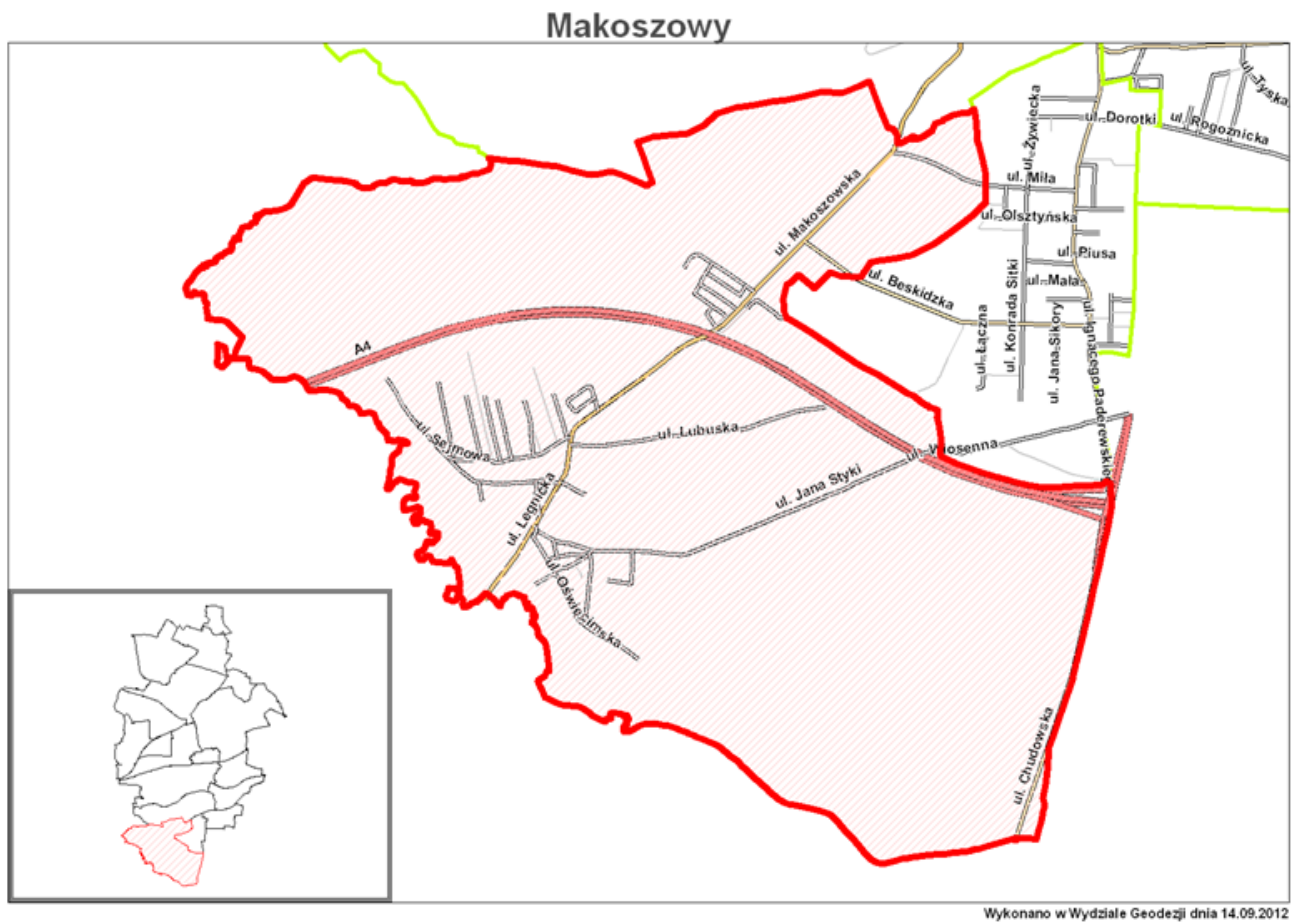 Makoszowy
ul. Tyska
ul. Żywiecka
ul. Dorotki
ul. Rogoznicka
ul. Miła
ul. Makoszowska
ul. Olsztyńska
ul. Piusa
ul. Mała
ul. Beskidzka
ul. Łączna
ul. Konrada Sitki
ul. Jana Sikory
ul. Ignacego Paderewskieg
A4
ul. Sejmowa
ul. Lubuska
ul. Wiosenna
ul. Jana Styki
ul. Legnicka
ul. Oświęcimska
ul. Chudowska
Wykonano w Wydziale Geodezji dnia 14.09.2012